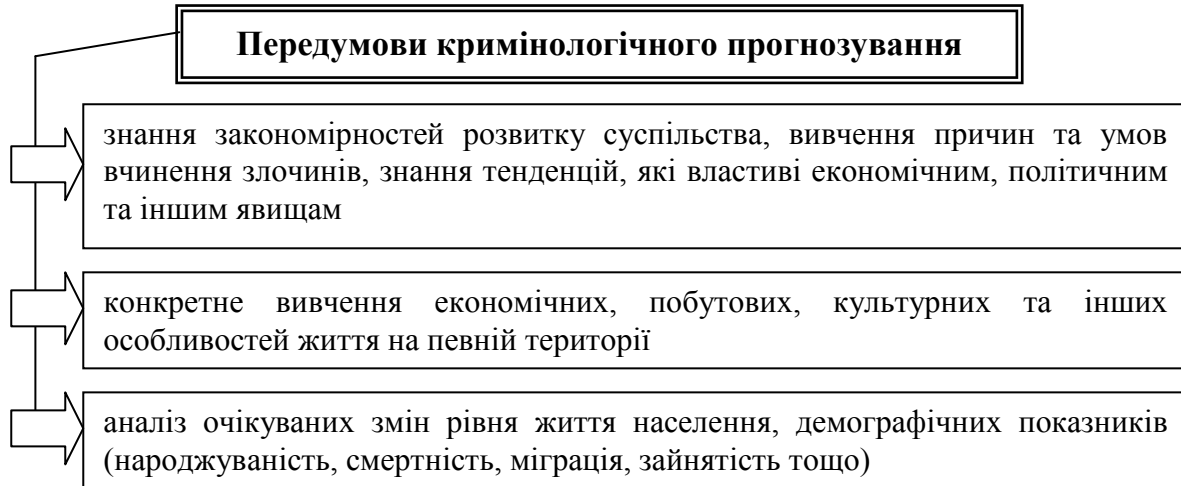 Передумови кримінологічного прогнозування
знання закономірностей розвитку суспільства, вивчення причин та умов
вчинення злочинів, знання тенденцій, які властиві економічним, політичним
та іншим явищам
конкретне вивчення економічних, побутових, культурних та інших
особливостей життя на певній території
аналіз очікуваних змін рівня життя населення, демографічних показників
(народжуваність, смертність, міграція, зайнятість тощо)